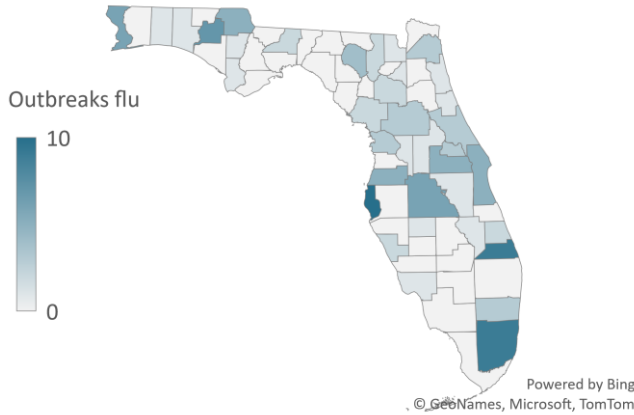 Outbreaks flu
10
0
Powered by Bing
© GeoNames, Microsoft, TomTom